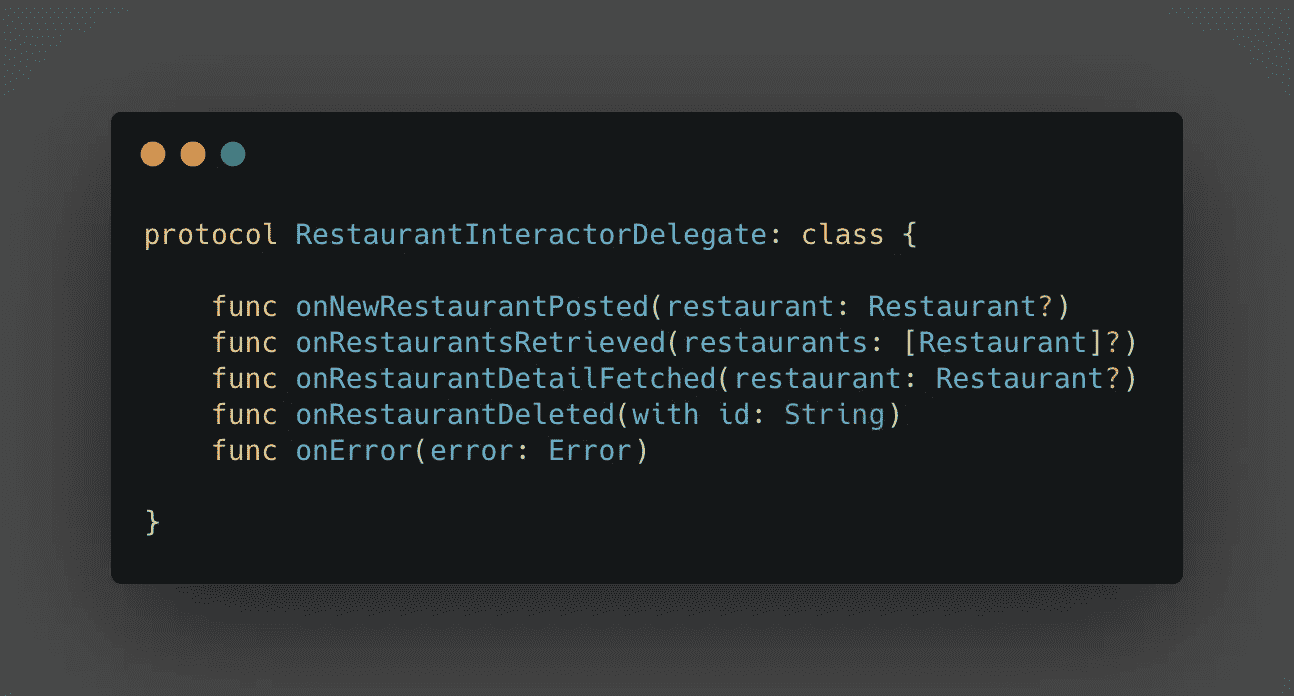 protocol RestaurantInteractorDelegate: class {
func onNewRestaurantPosted(restaurant: Restaurant?)
func onRestaurantsRetrieved(restaurants: [Restaurant]?)
func onRestaurantDetailFetched(restaurant: Restaurant?)
func onRestaurantDeleted(with id: String)
func onError(error: Error)
}